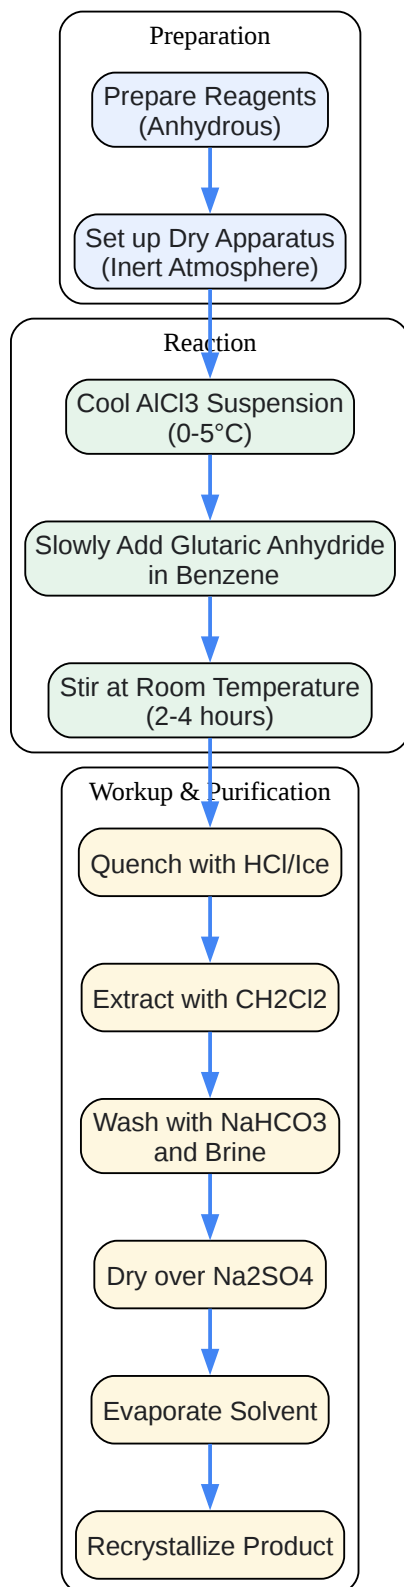 Preparation
Prepare Reagents
(Anhydrous)
Set up Dry Apparatus
(Inert Atmosphere)
Reaction
Cool AlCl3 Suspension
(0-5°C)
Slowly Add Glutaric Anhydride
in Benzene
Stir at Room Temperature
(2-4 hours)
Workup & Purification
Quench with HCl/Ice
Extract with CH2Cl2
Wash with NaHCO3
and Brine
Dry over Na2SO4
Evaporate Solvent
Recrystallize Product